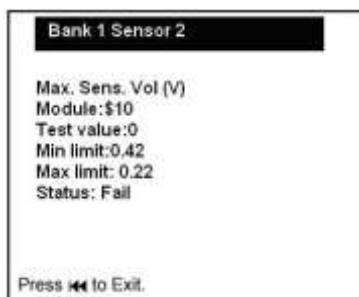 Bank 1 Sensor 2
Max. Sens. Vol (V)
Module:$10
Test value:0
Min limit:0.42
Max limit: 0.22
Status: Fail
Press ⏮ to Exit.